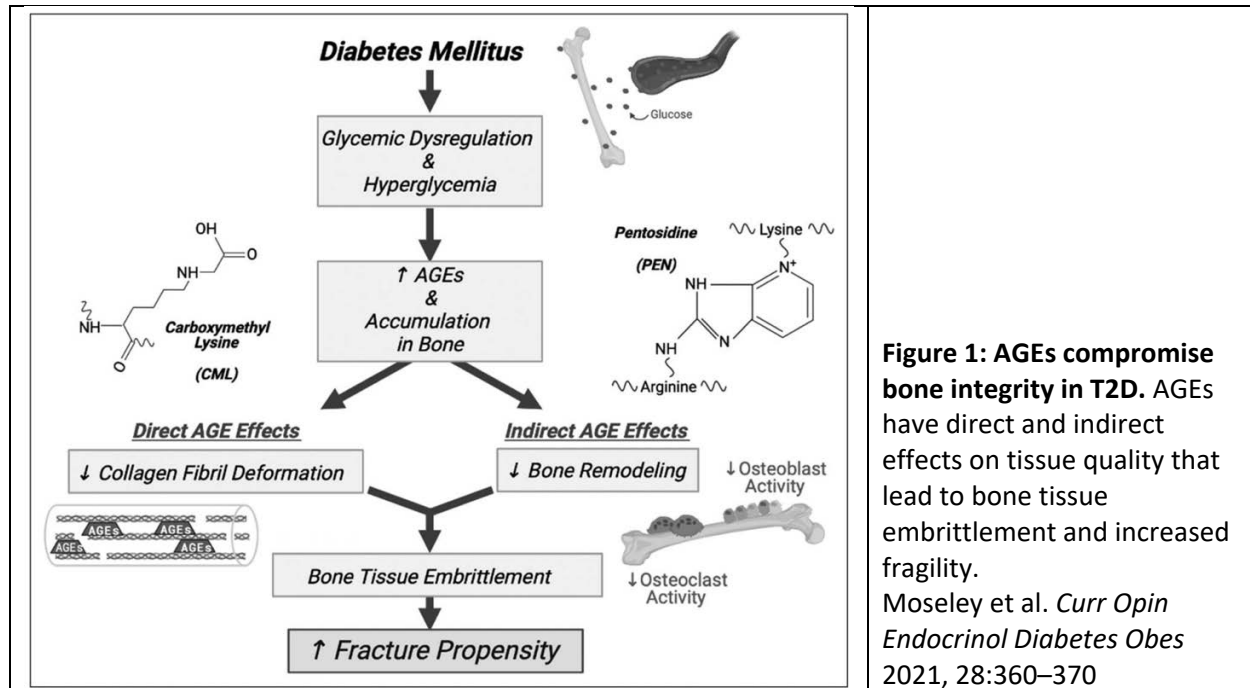 Diabetes Mellitus
Glucose
Glycemic Dysregulation
&
Hyperglycemia
OH
O
NH
NH
O
Carboxymethyl
Lysine
(CML)
↑ AGEs
&
Accumulation
in Bone
Pentosidine
(PEN)
Lysine
N+
NH
N
NH
Arginine
Direct AGE Effects
↓ Collagen Fibril Deformation
Indirect AGE Effects
↓ Bone Remodeling
↓Osteoblast
Activity
AGEs
AGEs
AGEs
AGEs
↓Osteoclast
Activity
Bone Tissue Embrittlement
↑ Fracture Propensity
Figure 1: AGEs compromise
bone integrity in T2D. AGEs
have direct and indirect
effects on tissue quality that
lead to bone tissue
embrittlement and increased
fragility.
Moseley et al. Curr Opin
Endocrinol Diabetes Obes
2021, 28:360–370